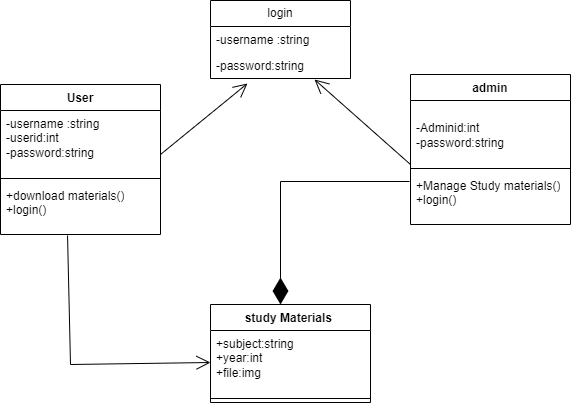 login
-username :string
-password:string
User
-username :string
-userid:int
-password:string
+download materials()
+login()
admin
-Adminid:int
-password:string
+Manage Study materials()
+login()
study Materials
+subject:string
+year:int
+file:img